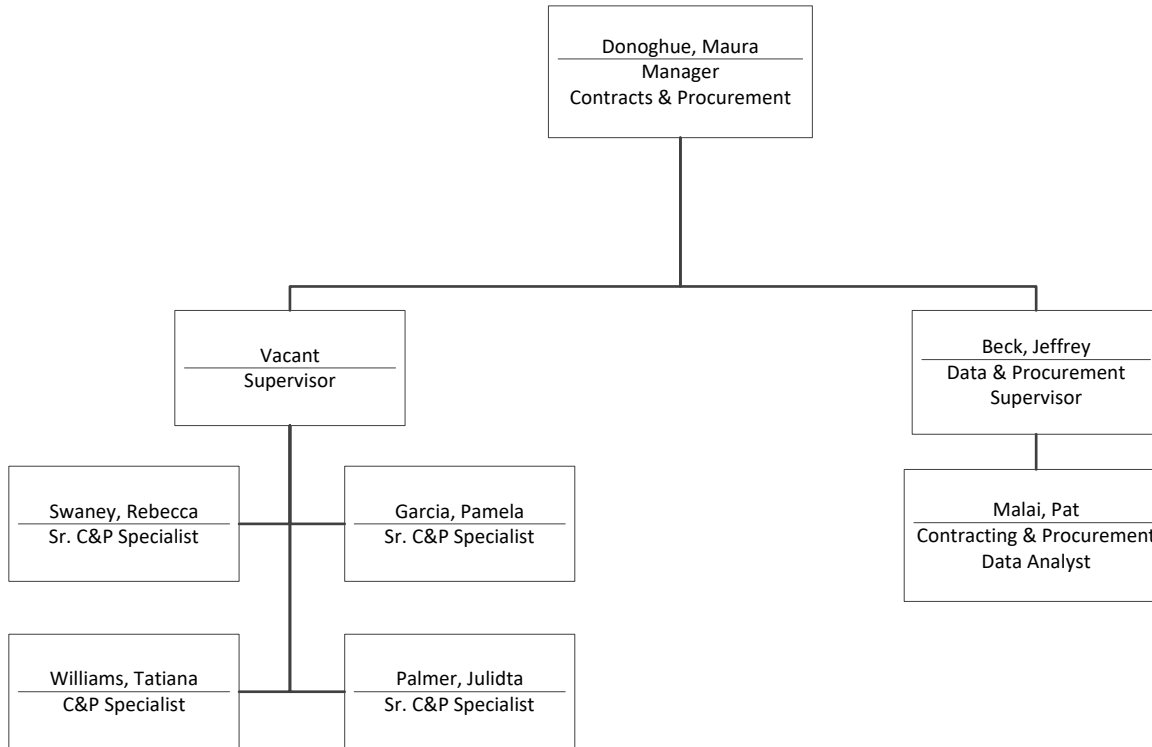 Donoghue, Maura
Manager
Contracts & Procurement
Vacant
Supervisor
Beck, Jeffrey
Data & Procurement
Supervisor
Swaney, Rebecca
Sr. C&P Specialist
Garcia, Pamela
Sr. C&P Specialist
Malai, Pat
Contracting & Procurement
Data Analyst
Williams, Tatiana
C&P Specialist
Palmer, Julidta
Sr. C&P Specialist